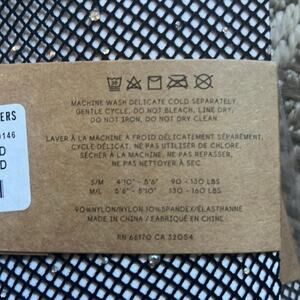 ERS
0146
D
D
MACHINE WASH DELICATE COLD SEPARATELY,
GENTLE CYCLE, DO NOT BLEACH, LINE DRY,
DO NOT IRON, DO NOT DRY CLEAN.
LAVER À LA MACHINE À FROID DÉLICATEMENT SÉPARÉMENT,
CYCLE DÉLICAT, NE PAS UTILISER DE CHLORE,
SÉCHER À LA MACHINE, NE PAS REPASSER,
NE PAS NETTOYER À SEC.
S/M 4'10" - 5'6" 90 - 130 LBS
M/L 5'6" - 5'10" 130 - 160 LBS
90%NYLON/NYLON 10%SPANDEX/ÉLASTHANNE
MADE IN CHINA / FABRIQUÉ EN CHINE
RN 66170 CA 32054